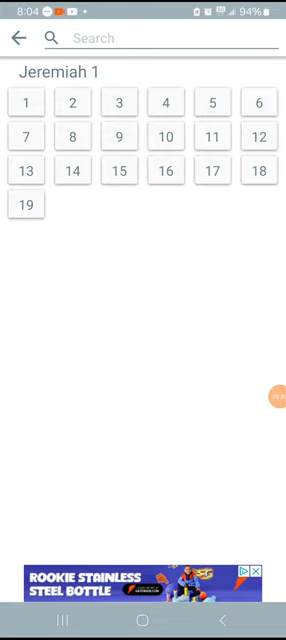 8:04 94%
Search
Jeremiah 1
1 2 3 4 5 6
7 8 9 10 11 12
13 14 15 16 17 18
19
ROOKIE STAINLESS
STEEL BOTTLE